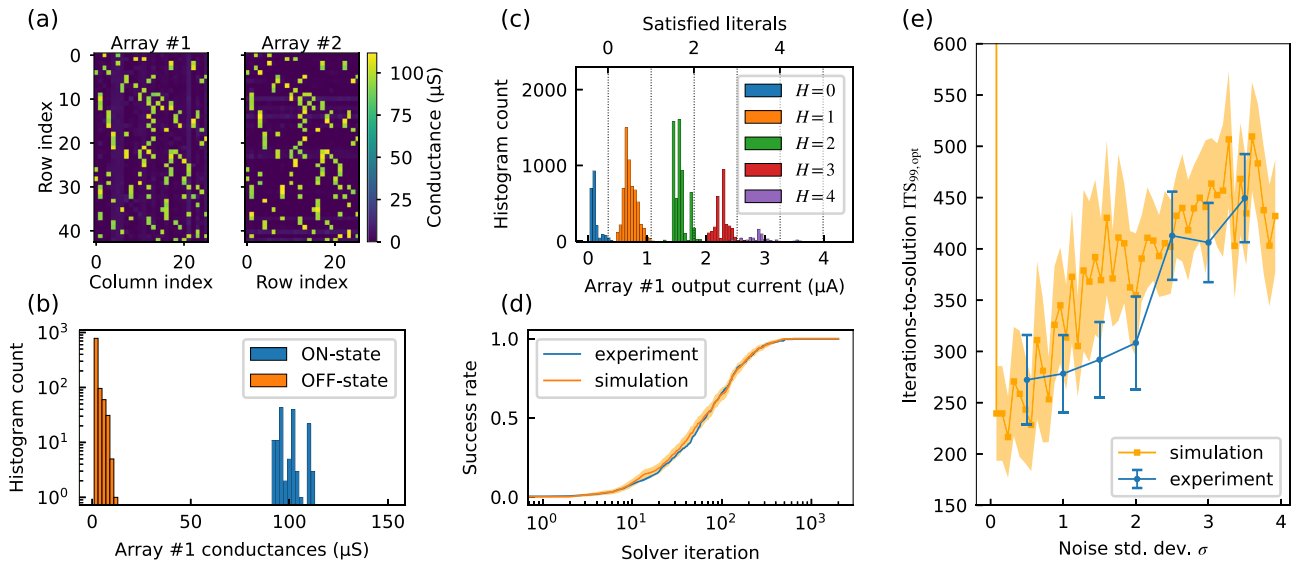 (a)
Array #1
Array #2
0
10
20
30
40
Row index
0
20
Column index
0
20
Row index
100
75
50
25
0
Conductance (μS)
(b)
10³
10²
10¹
10⁰
Histogram count
ON-state
OFF-state
0
50
100
150
Array #1 conductances (μS)
(c)
Satisfied literals
0
2
4
2000
1000
0
Histogram count
H=0
H=1
H=2
H=3
H=4
0
1
2
3
4
Array #1 output current (μA)
(d)
1.0
0.5
0.0
Success rate
experiment
simulation
10⁰
10¹
10²
10³
Solver iteration
(e)
600
550
500
450
400
350
300
250
200
150
Iterations-to-solution ITS₉₉,ₒₚₜ
simulation
experiment
0
1
2
3
4
Noise std. dev. σ